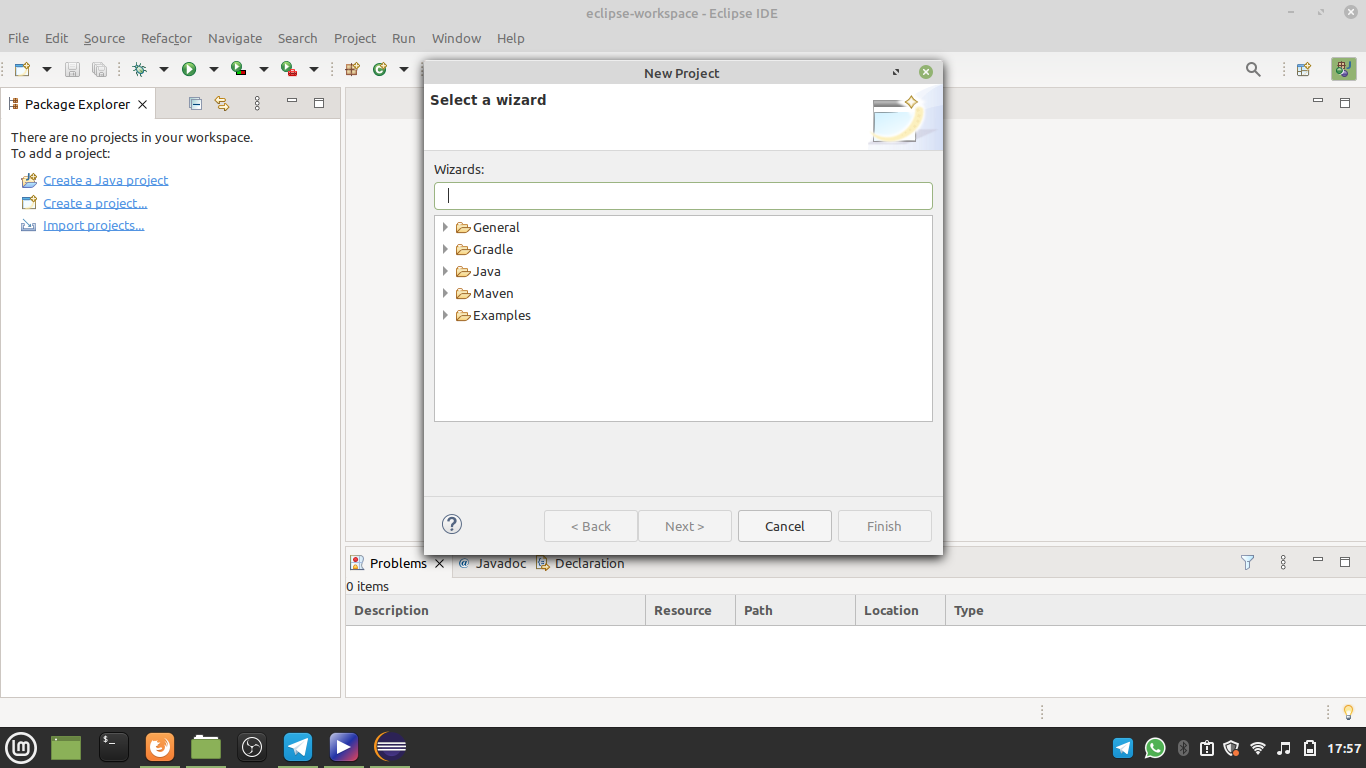 eclipse-workspace - Eclipse IDE
File Edit Source Refactor Navigate Search Project Run Window Help
Package Explorer
There are no projects in your workspace.
To add a project:
Create a Java project
Create a project...
Import projects...
New Project
Select a wizard
Wizards:
General
Gradle
Java
Maven
Examples
< Back Next > Cancel Finish
Problems @ Javadoc Declaration
0 items
Description Resource Path Location Type
17:57